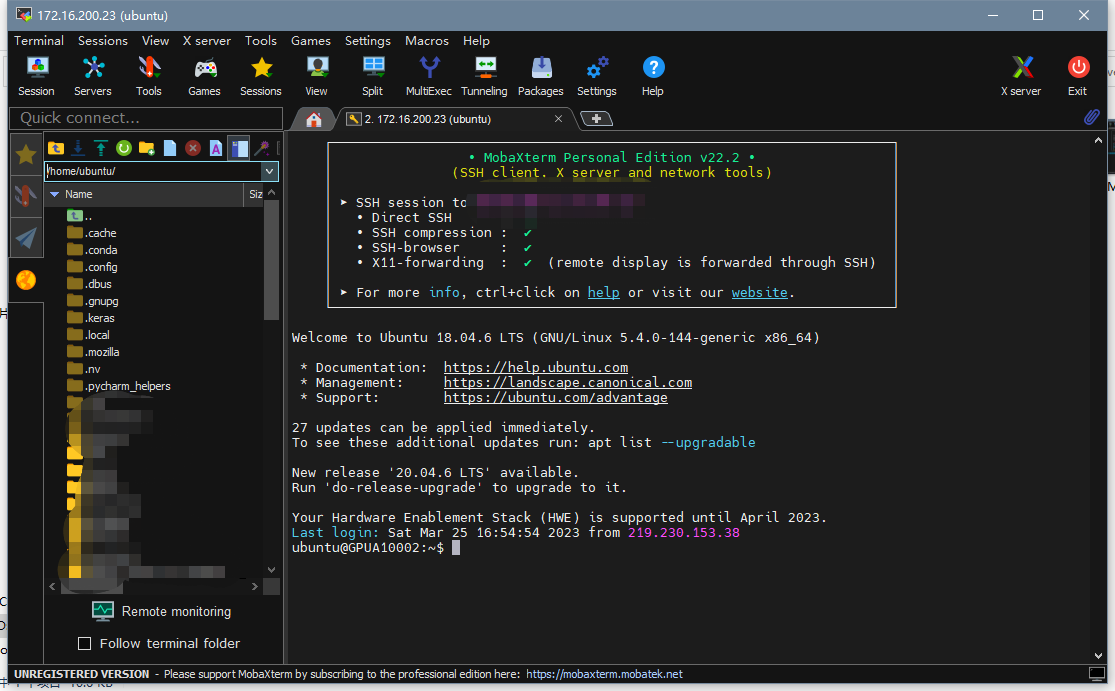 172.16.200.23 (ubuntu)
Terminal Sessions View X server Tools Games Settings Macros Help
Session Servers Tools Games Sessions View Split MultiExec Tunneling Packages Settings Help X server Exit
Quick connect...
2. 172.16.200.23 (ubuntu)
/home/ubuntu/
Name Siz
..
.cache
.conda
.config
.dbus
.gnupg
.keras
.local
.mozilla
.nv
.pycharm_helpers
Remote monitoring
Follow terminal folder
• MobaXterm Personal Edition v22.2 •
(SSH client, X server and network tools)
➤ SSH session to
• Direct SSH
• SSH compression : ✔
• SSH-browser : ✔
• X11-forwarding : ✔ (remote display is forwarded through SSH)
➤ For more info, ctrl+click on help or visit our website.
Welcome to Ubuntu 18.04.6 LTS (GNU/Linux 5.4.0-144-generic x86_64)
* Documentation: https://help.ubuntu.com
* Management: https://landscape.canonical.com
* Support: https://ubuntu.com/advantage
27 updates can be applied immediately.
To see these additional updates run: apt list --upgradable
New release '20.04.6 LTS' available.
Run 'do-release-upgrade' to upgrade to it.
Your Hardware Enablement Stack (HWE) is supported until April 2023.
Last login: Sat Mar 25 16:54:54 2023 from 219.230.153.38
ubuntu@GPUA10002:~$
UNREGISTERED VERSION - Please support MobaXterm by subscribing to the professional edition here: https://mobaxterm.mobatek.net